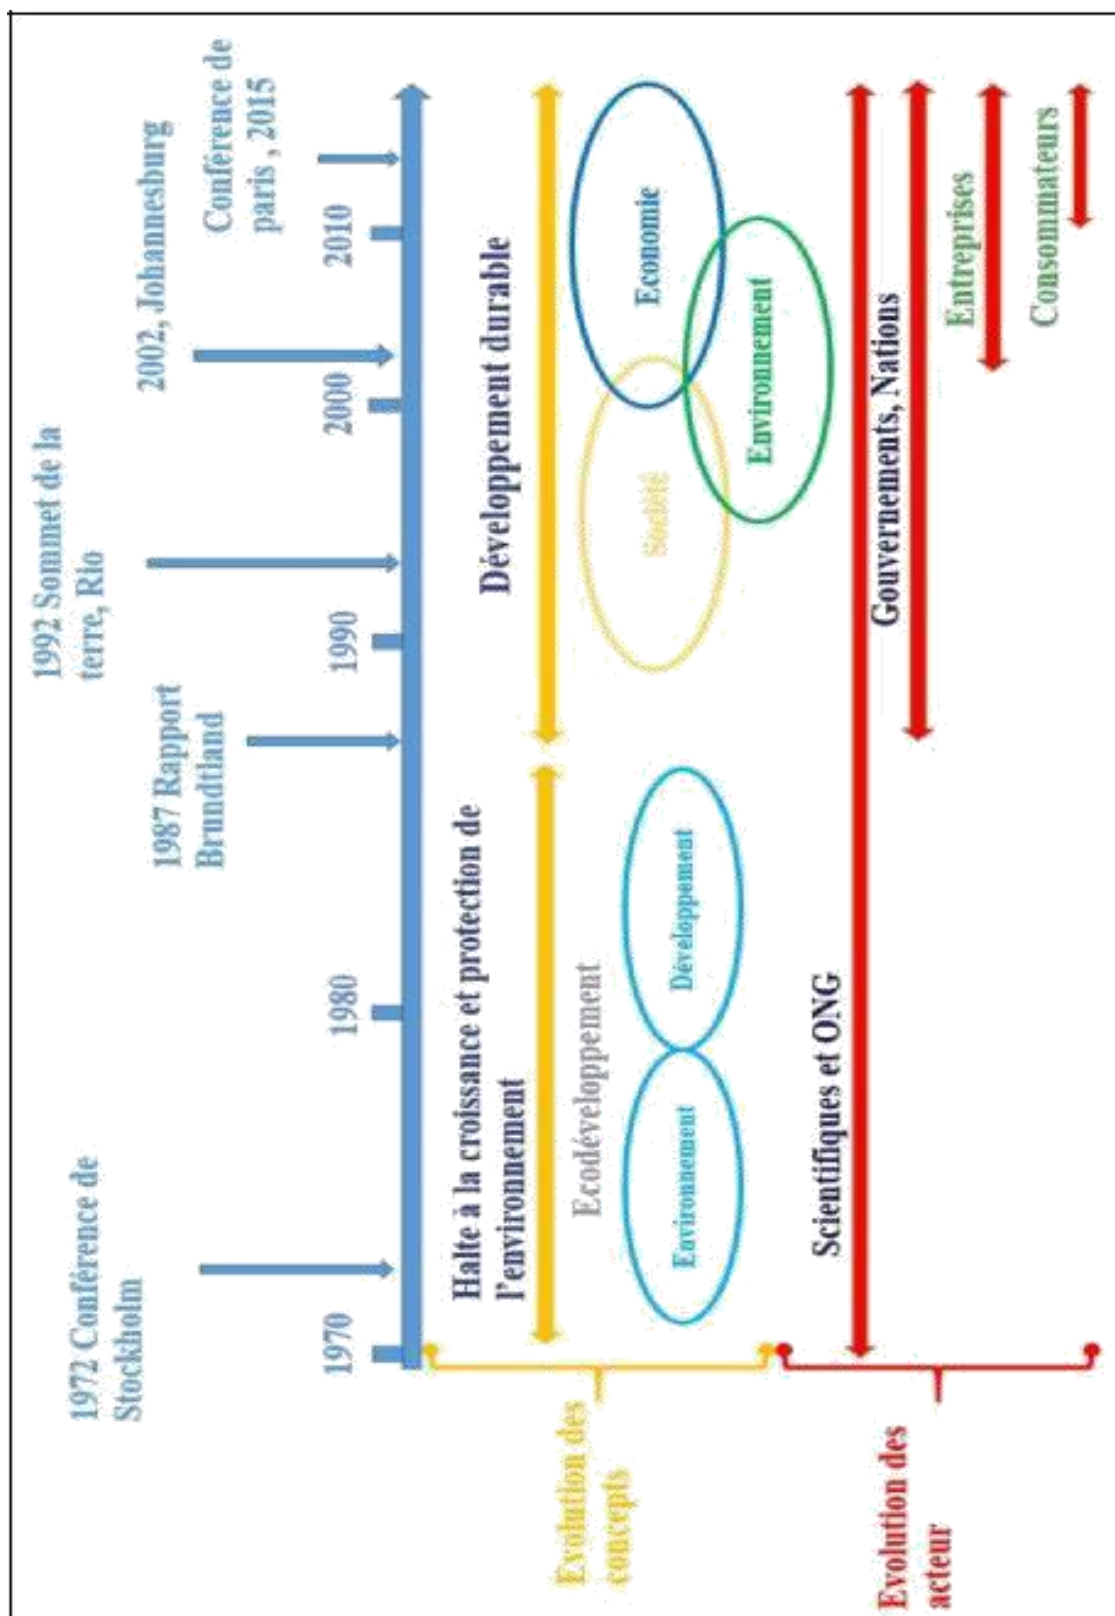 1972 Conférence de
Stockholm
1987 Rapport
Brundtland
1992 Sommet de la
terre, Rio
2002, Johannesburg
Conférence de
paris , 2015
1970
1980
1990
2000
2010
Evolution des
concepts
Halte à la croissance et protection de
l'environnement
Développement durable
Ecodéveloppement
Environnement
Développement
Société
Economie
Environnement
Evolution des
acteur
Scientifiques et ONG
Gouvernements, Nations
Entreprises
Consommateurs